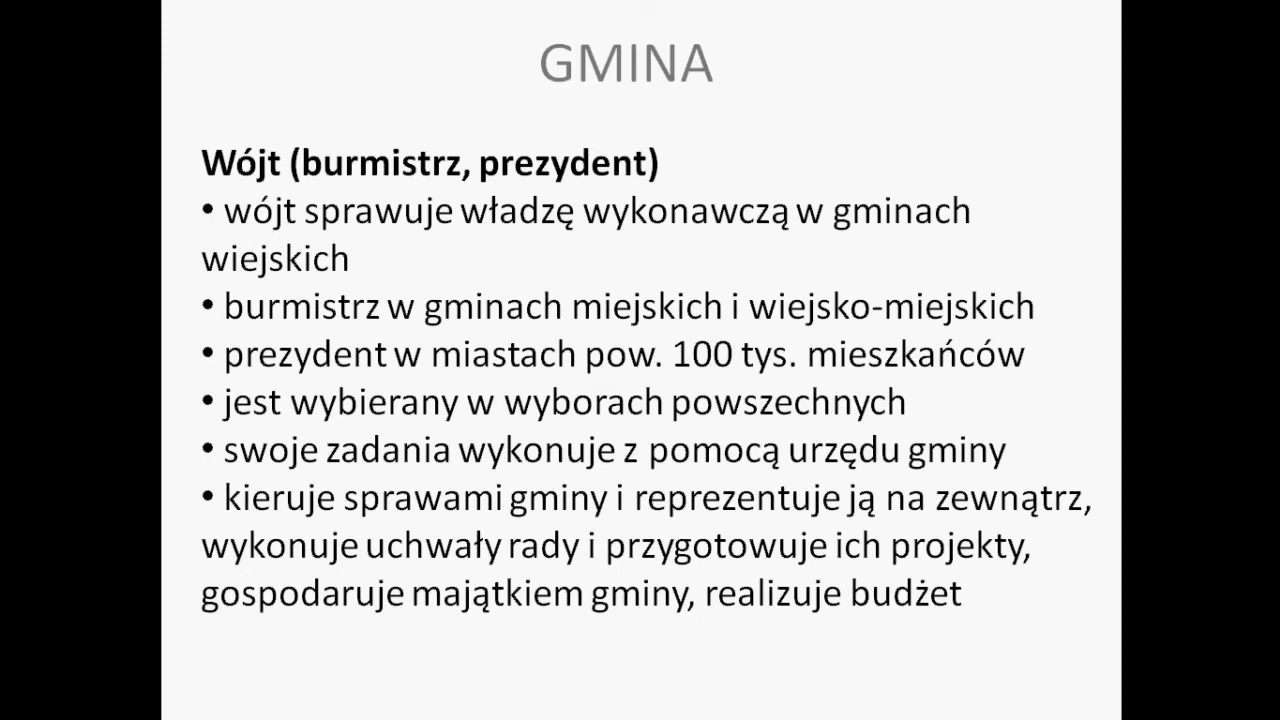 GMINA
Wójt (burmistrz, prezydent)
• wójt sprawuje władzę wykonawczą w gminach
wiejskich
• burmistrz w gminach miejskich i wiejsko-miejskich
• prezydent w miastach pow. 100 tys. mieszkańców
• jest wybierany w wyborach powszechnych
• swoje zadania wykonuje z pomocą urzędu gminy
• kieruje sprawami gminy i reprezentuje ją na zewnątrz,
wykonuje uchwały rady i przygotowuje ich projekty,
gospodaruje majątkiem gminy, realizuje budżet